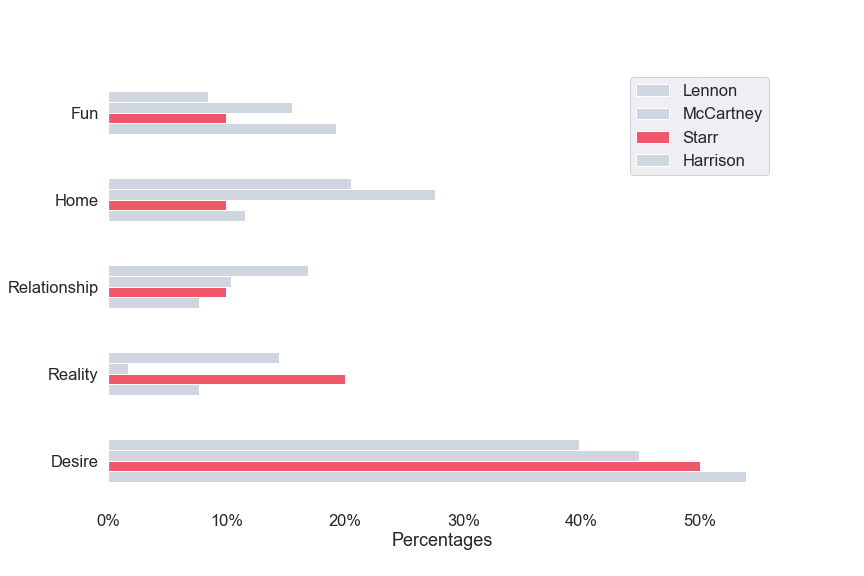 Lennon
McCartney
Starr
Harrison
Fun
Home
Relationship
Reality
Desire
0% 10% 20% 30% 40% 50%
Percentages